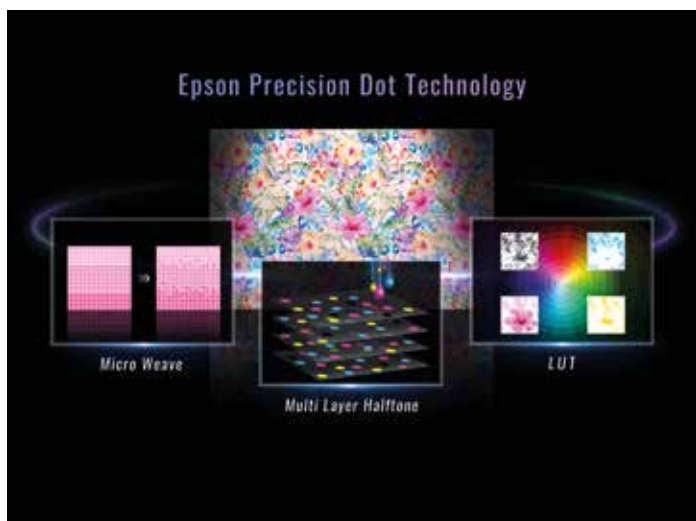 Epson Precision Dot Technology
Micro Weave
Multi Layer Halftone
LUT